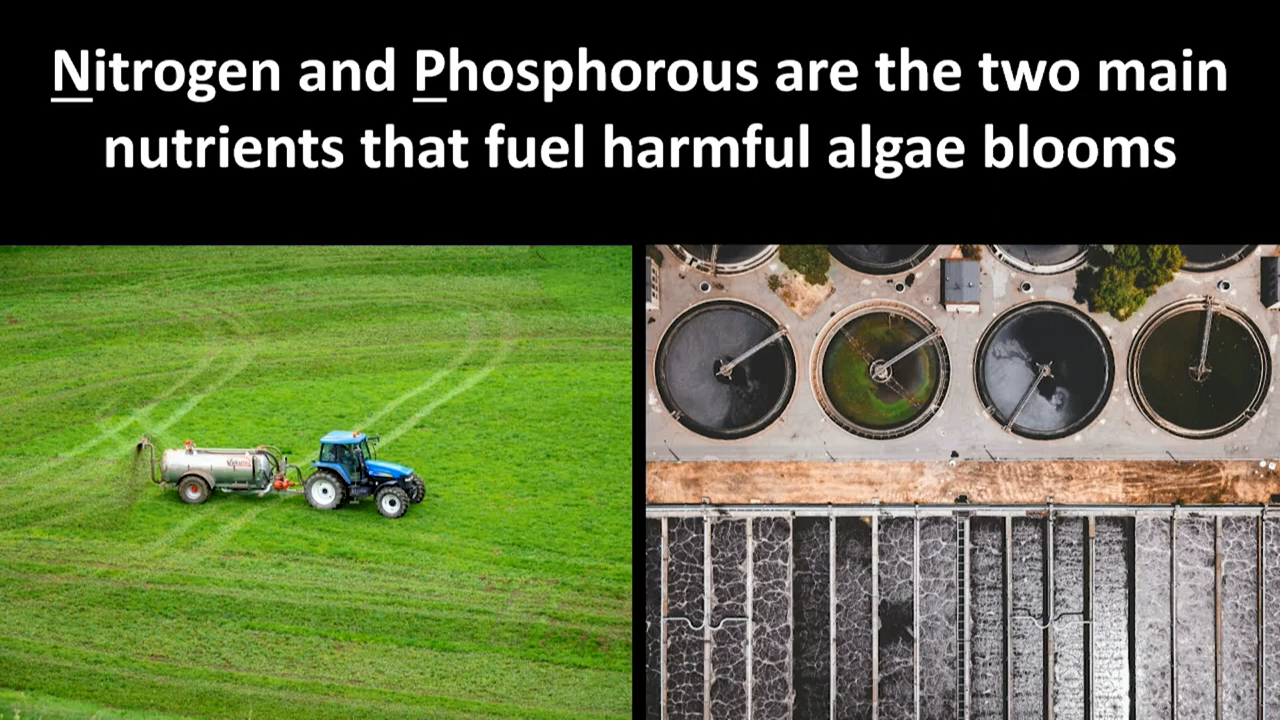 Nitrogen and Phosphorous are the two main
nutrients that fuel harmful algae blooms